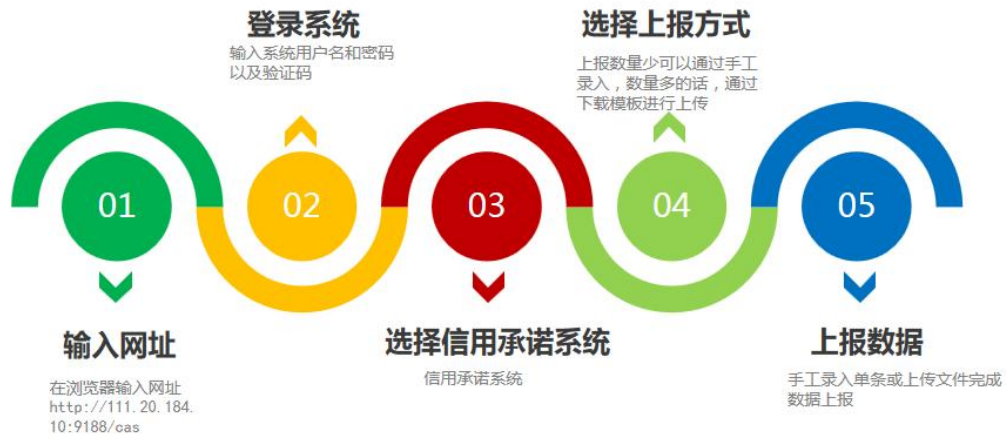 登录系统
输入系统用户名和密码
以及验证码
选择上报方式
上报数量少可以通过手工
录入，数量多的话，通过
下载模板进行上传
01
02
03
04
05
输入网址
在浏览器输入网址
http://111.20.184.
10:9188/cas
选择信用承诺系统
信用承诺系统
上报数据
手工录入单条或上传文件完成
数据上报